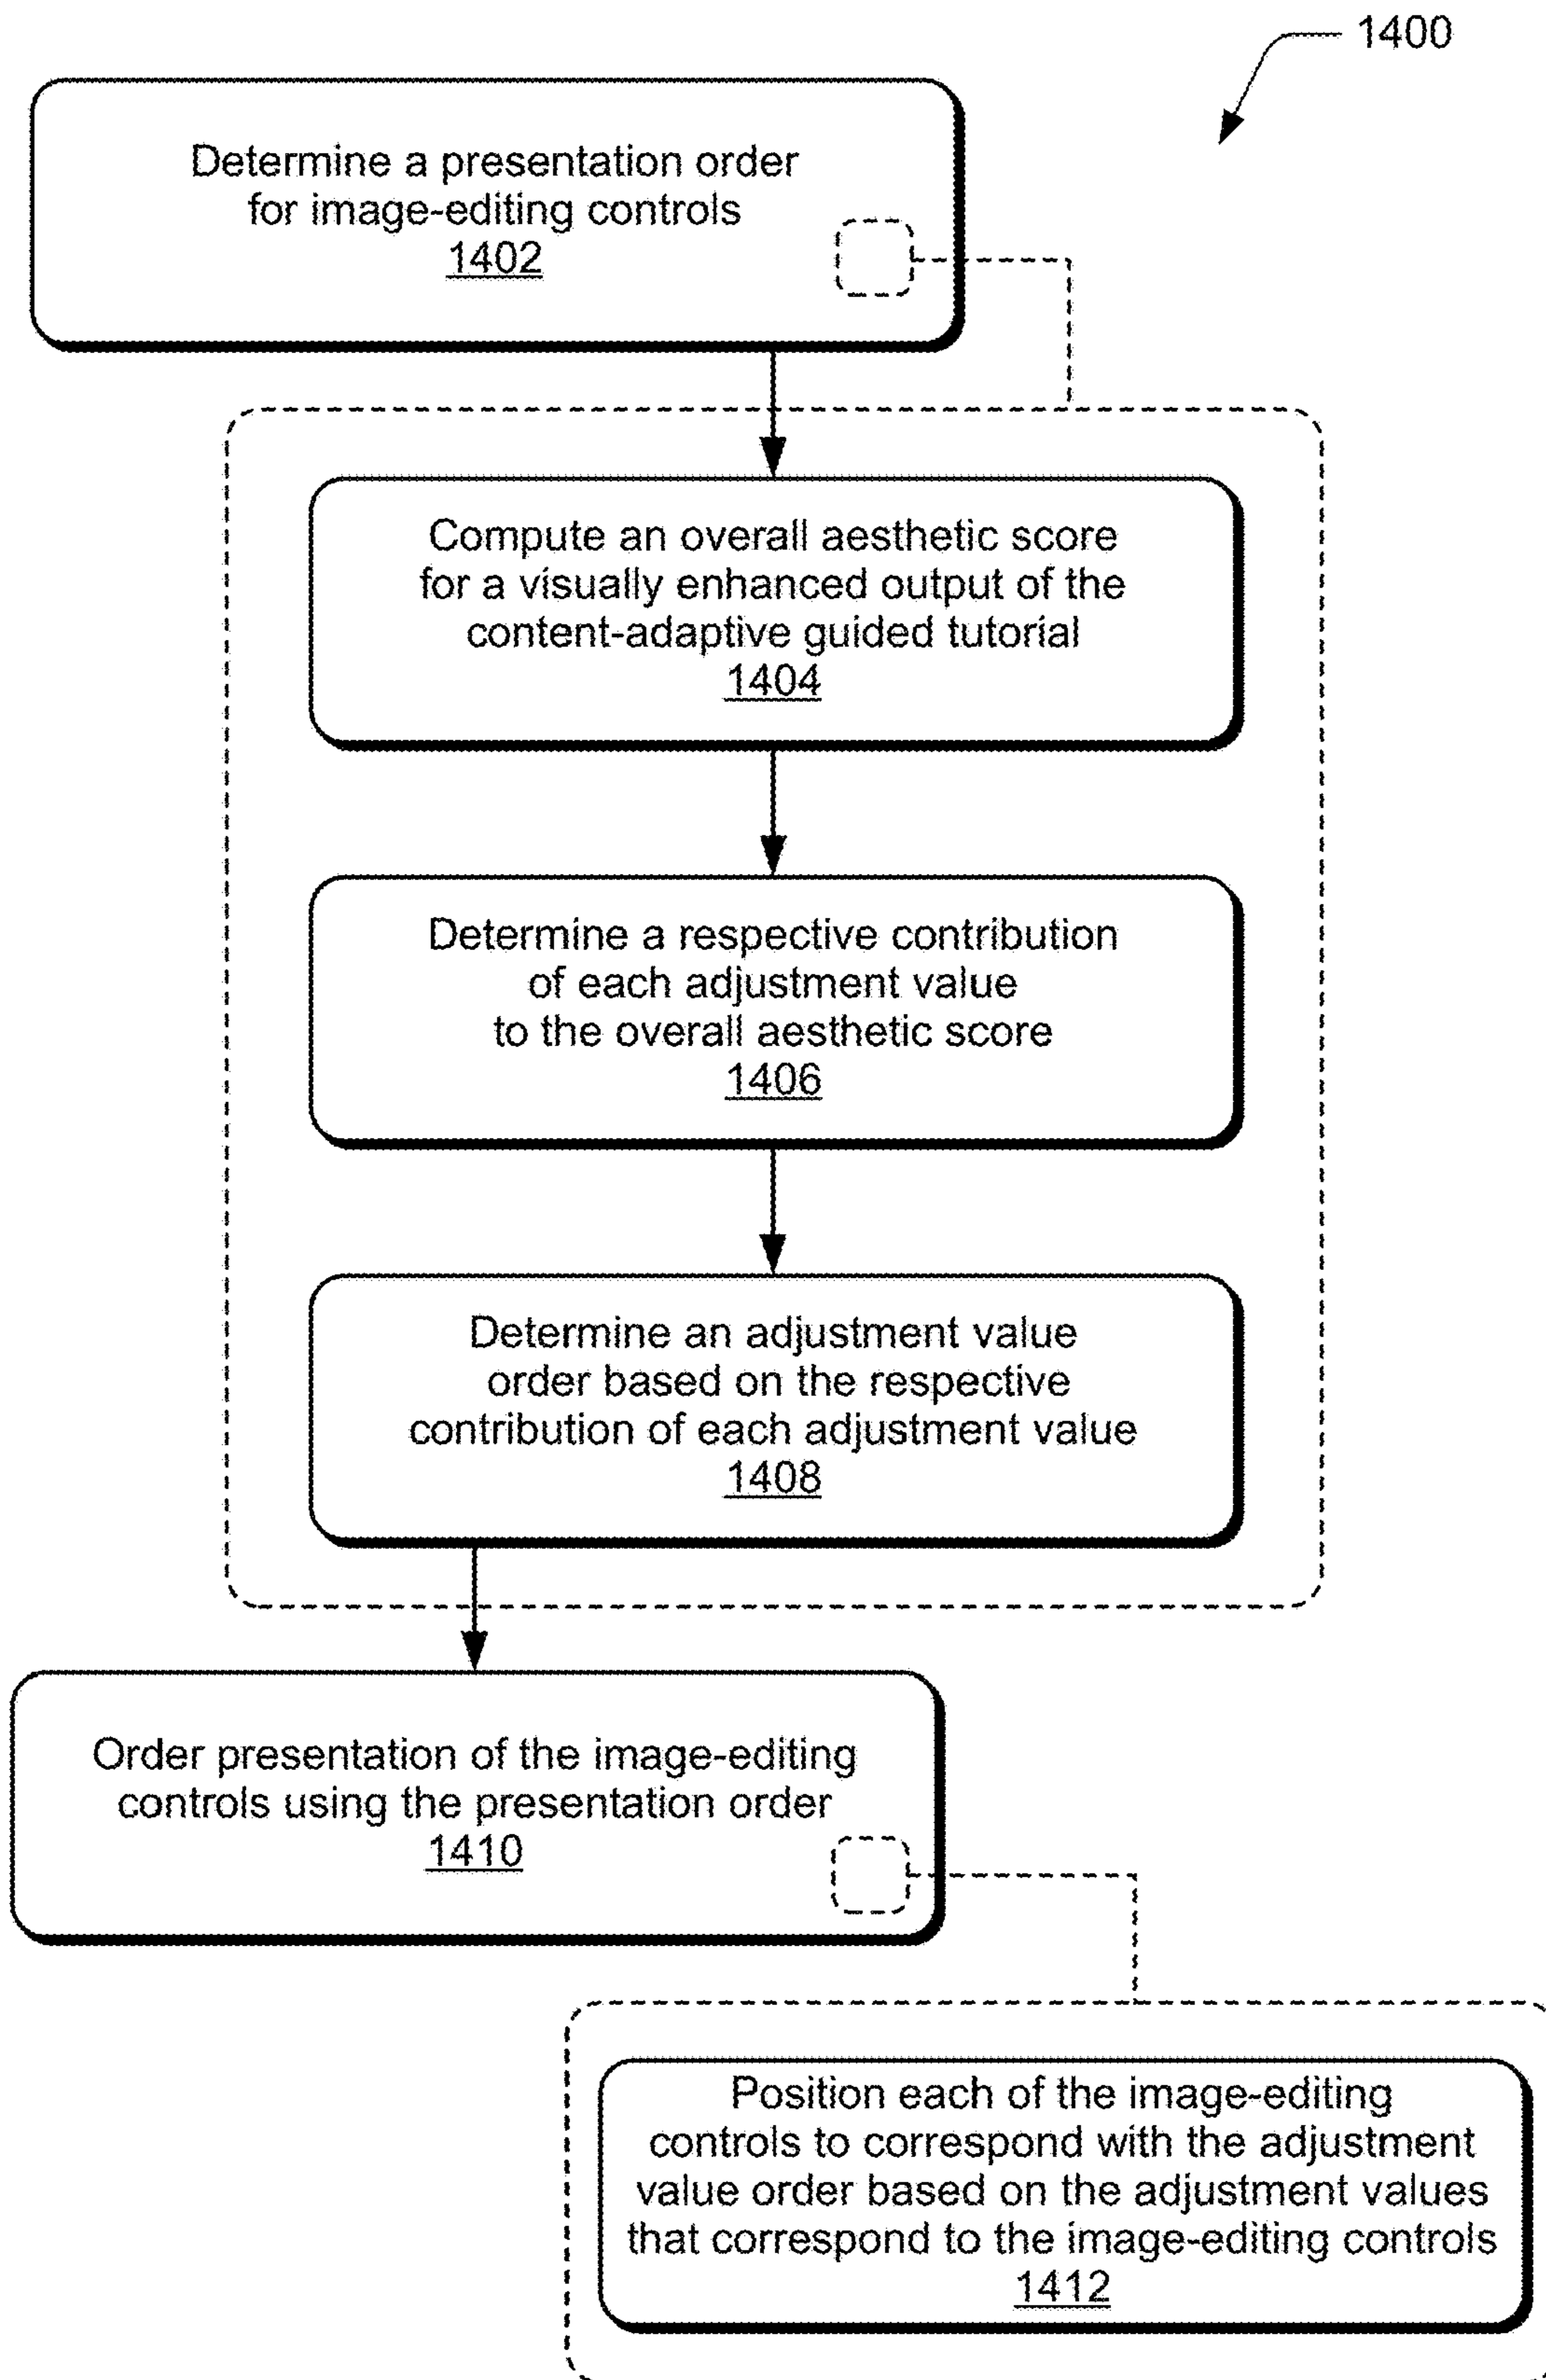 1400
Determine a presentation order
for image-editing controls
1402
Compute an overall aesthetic score
for a visually enhanced output of the
content-adaptive guided tutorial
1404
Determine a respective contribution
of each adjustment value
to the overall aesthetic score
1406
Determine an adjustment value
order based on the respective
contribution of each adjustment value
1408
Order presentation of the image-editing
controls using the presentation order
1410
Position each of the image-editing
controls to correspond with the adjustment
value order based on the adjustment values
that correspond to the image-editing controls
1412